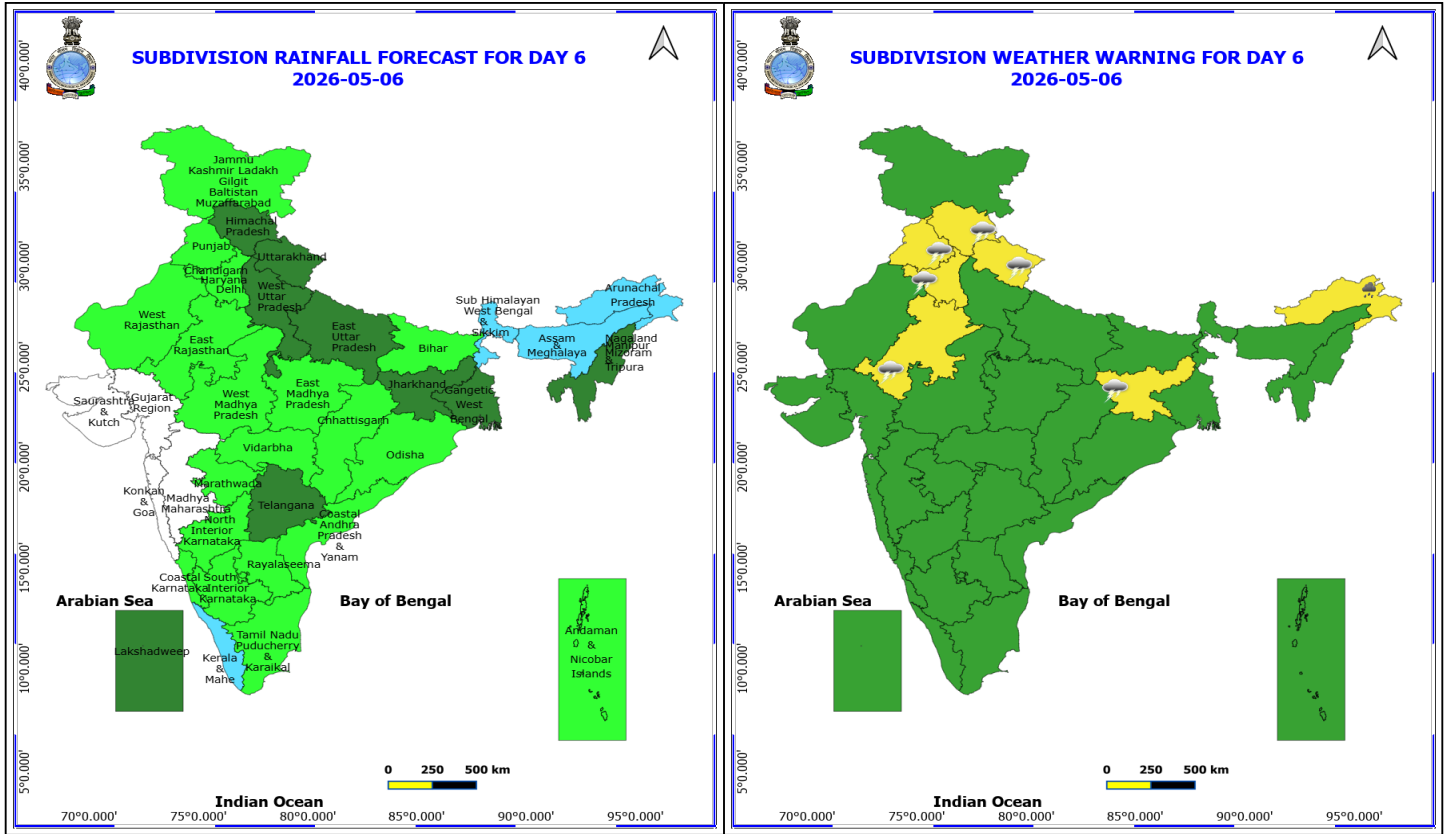 SUBDIVISION RAINFALL FORECAST FOR DAY 6
2026-05-06
40°0.000'
35°0.000'
30°0.000'
25°0.000'
20°0.000'
15°0.000'
10°0.000'
5°0.000'
Jammu
Kashmir Ladakh
Gilgit
Baltistan
Muzaffarabad
Himachal
Pradesh
Punjab
Uttarakhand
Chandigarh
Haryana
Delhi
West
Uttar
Pradesh
West
Rajasthan
East
Rajasthan
East
Uttar
Pradesh
Bihar
Sub Himalayan
West Bengal
&
Sikkim
Arunachal
Pradesh
Assam
&
Meghalaya
Nagaland
Manipur
Mizoram
&
Tripura
Saurashtra
&
Kutch
Gujarat
Region
West
Madhya
Pradesh
East
Madhya
Pradesh
Jharkhand
Gangetic
West
Bengal
Chhattisgarh
Vidarbha
Odisha
Konkan
&
Goa
Madhya
Maharashtra
Marathwada
Telangana
North
Interior
Karnataka
Coastal
Andhra
Pradesh
&
Yanam
Rayalaseema
Coastal
Karnataka
South
Interior
Karnataka
Arabian Sea
Bay of Bengal
Lakshadweep
Kerala
&
Mahe
Tamil Nadu
Puducherry
&
Karaikal
Andaman
&
Nicobar
Islands
0 250 500 km
Indian Ocean
70°0.000' 75°0.000' 80°0.000' 85°0.000' 90°0.000' 95°0.000'
SUBDIVISION WEATHER WARNING FOR DAY 6
2026-05-06
40°0.000'
35°0.000'
30°0.000'
25°0.000'
20°0.000'
15°0.000'
10°0.000'
5°0.000'
Arabian Sea
Bay of Bengal
0 250 500 km
Indian Ocean
70°0.000' 75°0.000' 80°0.000' 85°0.000' 90°0.000' 95°0.000'